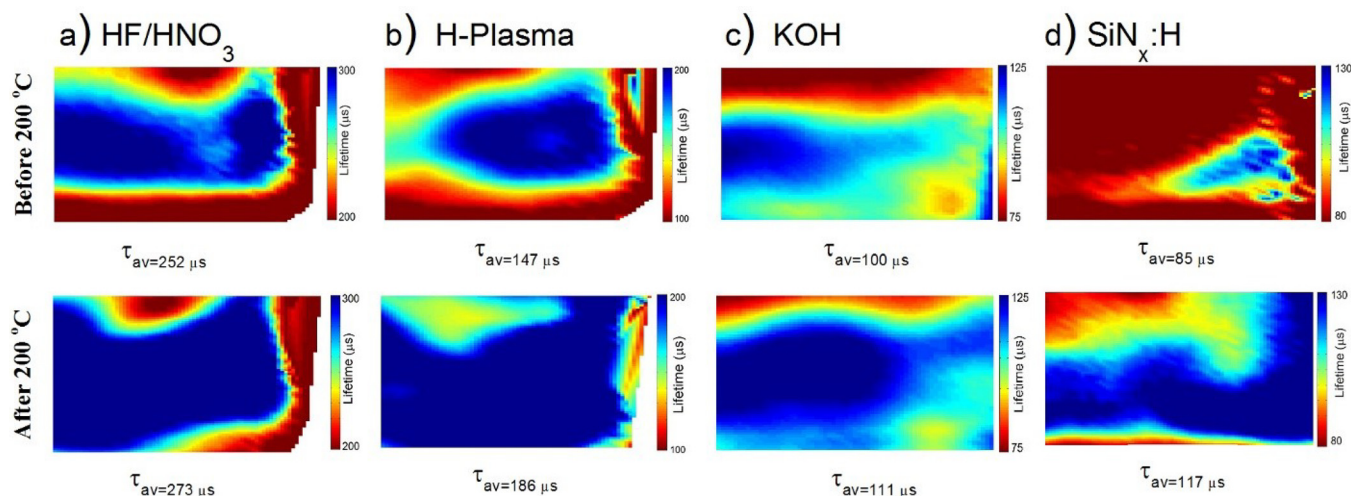 a) HF/HNO3
b) H-Plasma
c) KOH
d) SiNx:H
Before 200 °C
300
Lifetime (µs)
200
200
Lifetime (µs)
100
125
Lifetime (µs)
75
130
Lifetime (µs)
80
τav=252 µs
τav=147 µs
τav=100 µs
τav=85 µs
After 200 °C
300
Lifetime (µs)
200
200
Lifetime (µs)
100
125
Lifetime (µs)
75
130
Lifetime (µs)
80
τav=273 µs
τav=186 µs
τav=111 µs
τav=117 µs